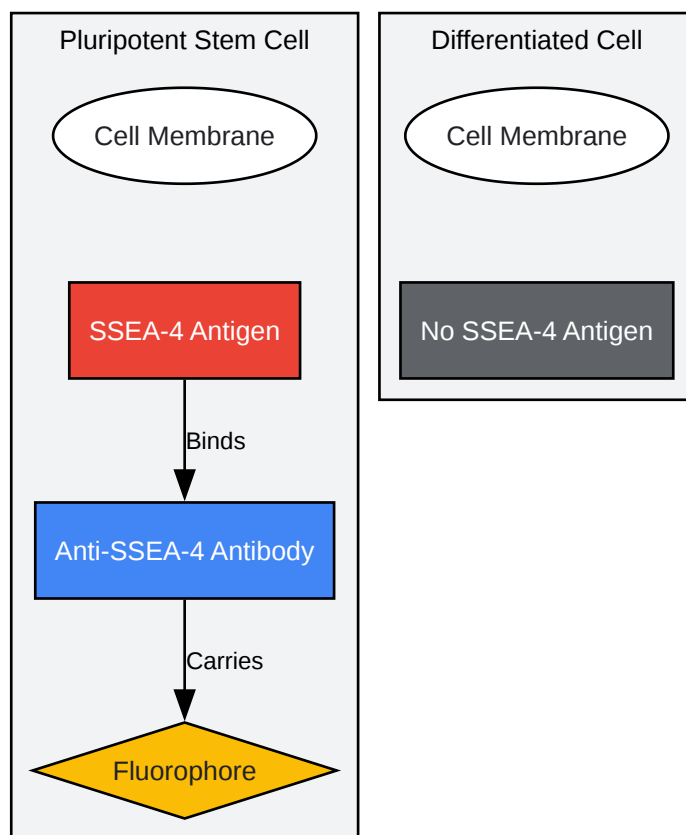 Pluripotent Stem Cell
Cell Membrane
SSEA-4 Antigen
Binds
Anti-SSEA-4 Antibody
Carries
Fluorophore
Differentiated Cell
Cell Membrane
No SSEA-4 Antigen